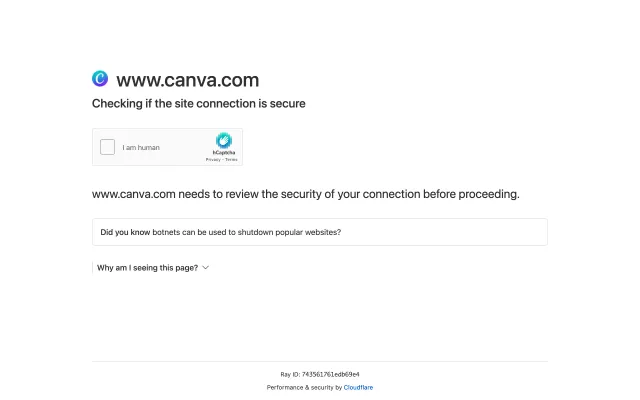 www.canva.com
Checking if the site connection is secure
I am human
hCaptcha
Privacy - Terms
www.canva.com needs to review the security of your connection before proceeding.
Did you know botnets can be used to shutdown popular websites?
Why am I seeing this page?
Ray ID: 743561761edb69e4
Performance & security by Cloudflare